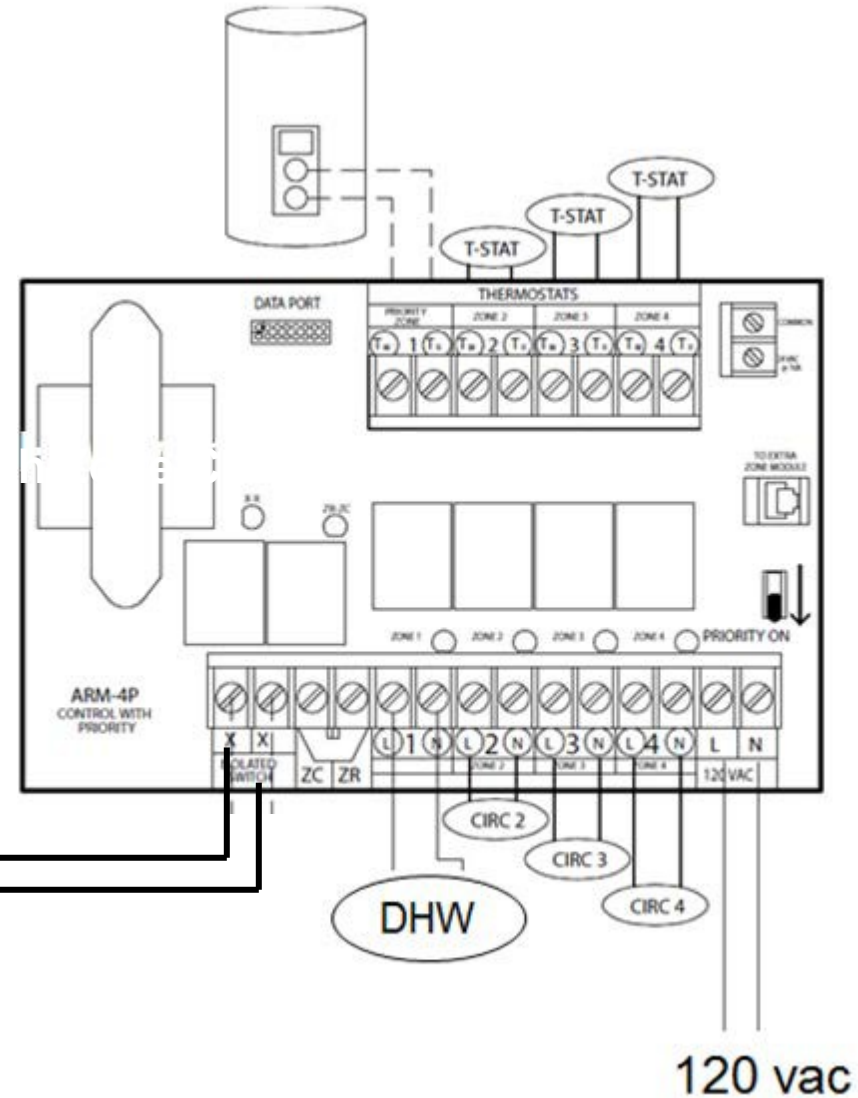 T-STAT
T-STAT
T-STAT
DATA PORT
THERMOSTATS
PRIORITY ZONE
ZONE 2
ZONE 3
ZONE 4
1 2 3 4
COMMON
TO EXTRA
ZONE MODULE
X-X
ZR-ZC
ZONE 1
ZONE 2
ZONE 3
ZONE 4
PRIORITY ON
ARM-4P
CONTROL WITH
PRIORITY
X X
ISOLATED
SWITCH
ZC ZR
L 1 N L 2 N L 3 N L 4 N L N
ZONE 2
ZONE 3
ZONE 4
120 VAC
CIRC 2
CIRC 3
CIRC 4
DHW
120 vac